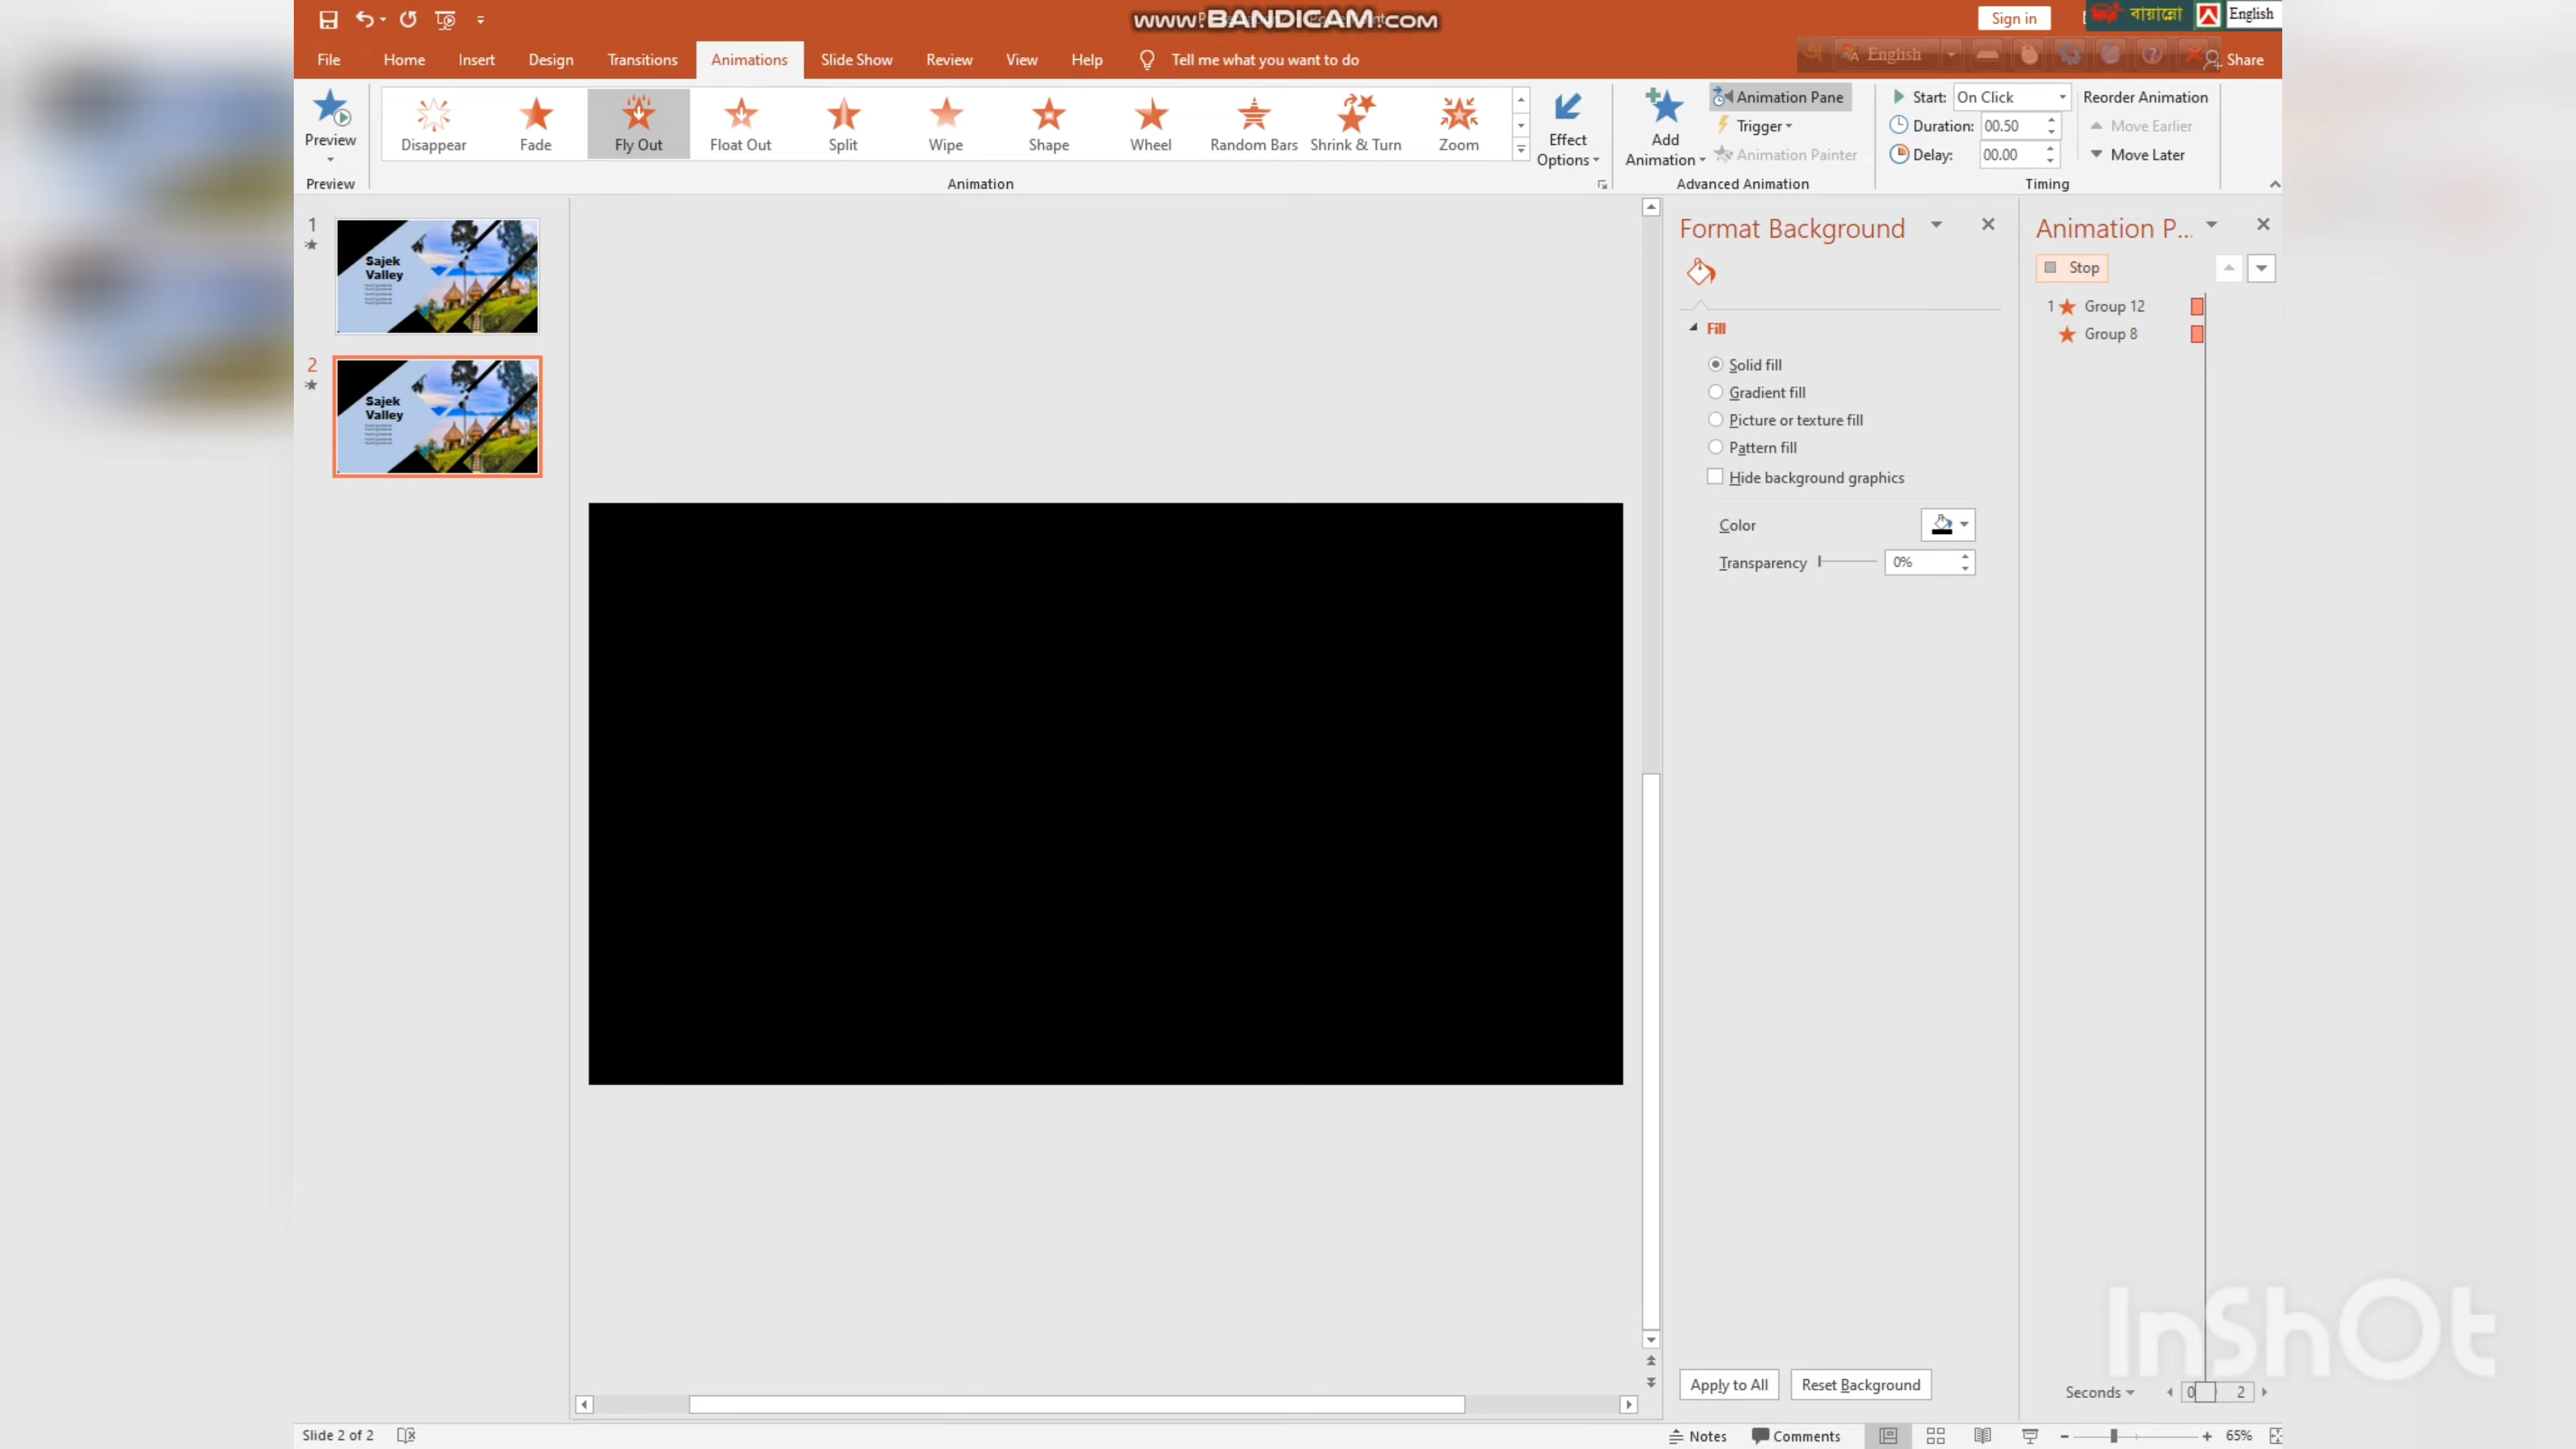 www.BANDICAM.com
Sign in
বায়ান্নো
English
File Home Insert Design Transitions Animations Slide Show Review View Help Tell me what you want to do
English
Share
Preview
Disappear Fade Fly Out Float Out Split Wipe Shape Wheel Random Bars Shrink & Turn Zoom
Effect Options
Add Animation
Animation Pane
Trigger
Animation Painter
Start: On Click
Duration: 00.50
Delay: 00.00
Reorder Animation
Move Earlier
Move Later
Preview
Animation
Advanced Animation
Timing
1
Sajek
Valley
2
Sajek
Valley
Format Background
Fill
Solid fill
Gradient fill
Picture or texture fill
Pattern fill
Hide background graphics
Color
Transparency 0%
Apply to All
Reset Background
Animation P...
Stop
1 Group 12
Group 8
Seconds 0 2
InShOt
Slide 2 of 2
Notes
Comments
65%